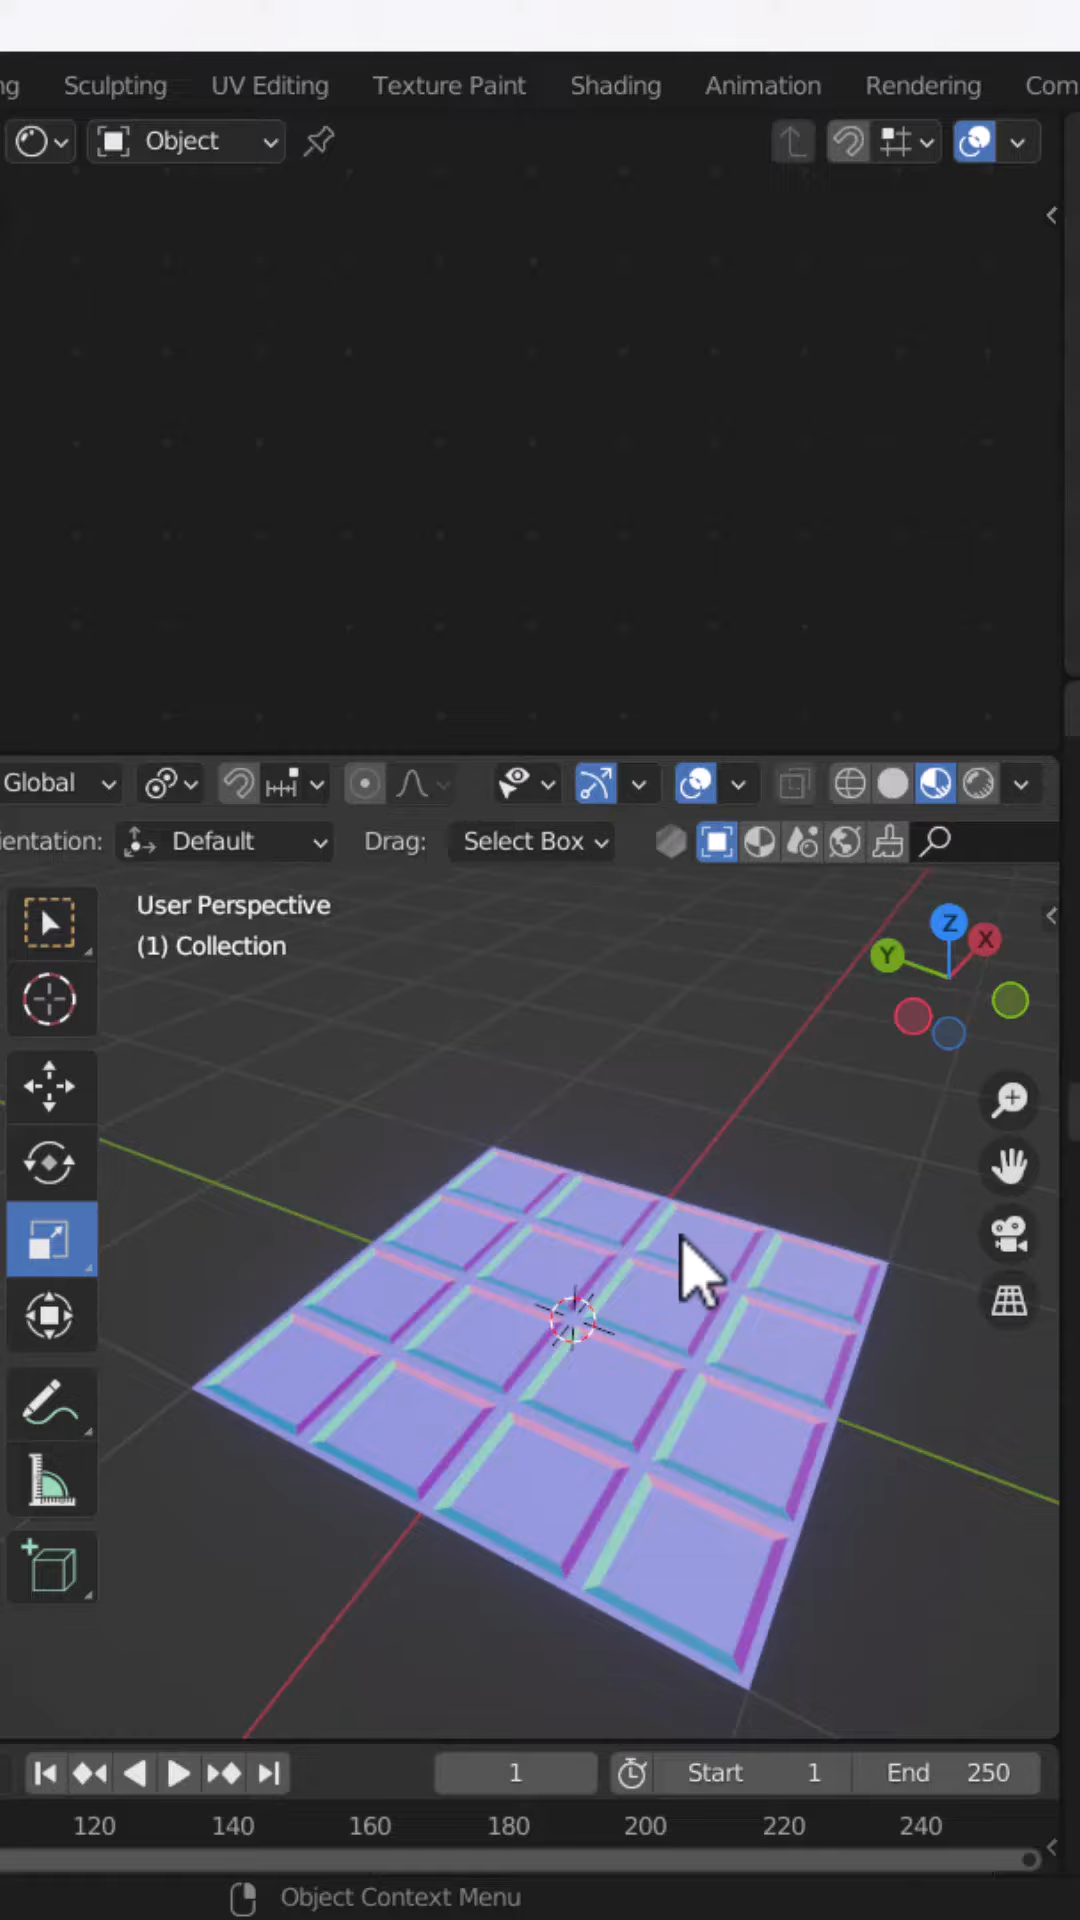 ng Sculpting UV Editing Texture Paint Shading Animation Rendering Com
Object
Global
ientation: Default Drag: Select Box
User Perspective
(1) Collection
Z
X
Y
1 Start 1 End 250
120 140 160 180 200 220 240
Object Context Menu